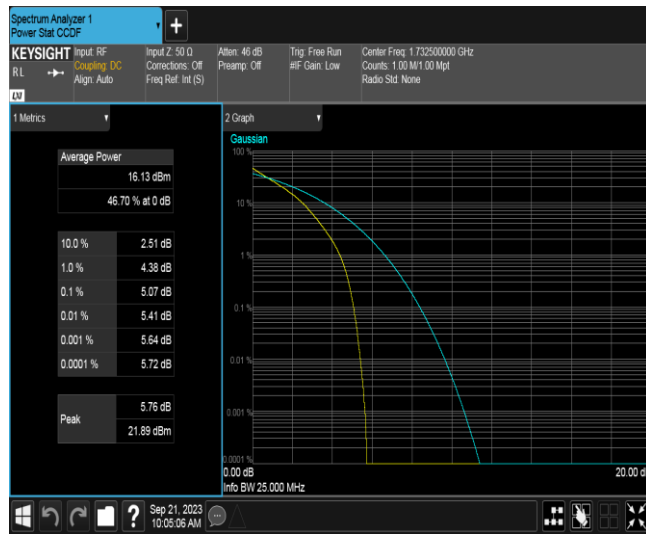 Spectrum Analyzer 1
Power Stat CCDF
+
KEYSIGHT
RL
LXI
Input: RF
Coupling: DC
Align: Auto
Input Z: 50 Ω
Corrections: Off
Freq Ref: Int (S)
Atten: 46 dB
Preamp: Off
Trig: Free Run
#IF Gain: Low
Center Freq: 1.732500000 GHz
Counts: 1.00 M/1.00 Mpt
Radio Std: None
1 Metrics
Average Power
16.13 dBm
46.70 % at 0 dB
10.0 % 2.51 dB
1.0 % 4.38 dB
0.1 % 5.07 dB
0.01 % 5.41 dB
0.001 % 5.64 dB
0.0001 % 5.72 dB
Peak
5.76 dB
21.89 dBm
2 Graph
Gaussian
100 %
10 %
1 %
0.1 %
0.01 %
0.001 %
0.0001 %
0.00 dB 20.00 d
Info BW 25.000 MHz
?
Sep 21, 2023
10:05:06 AM